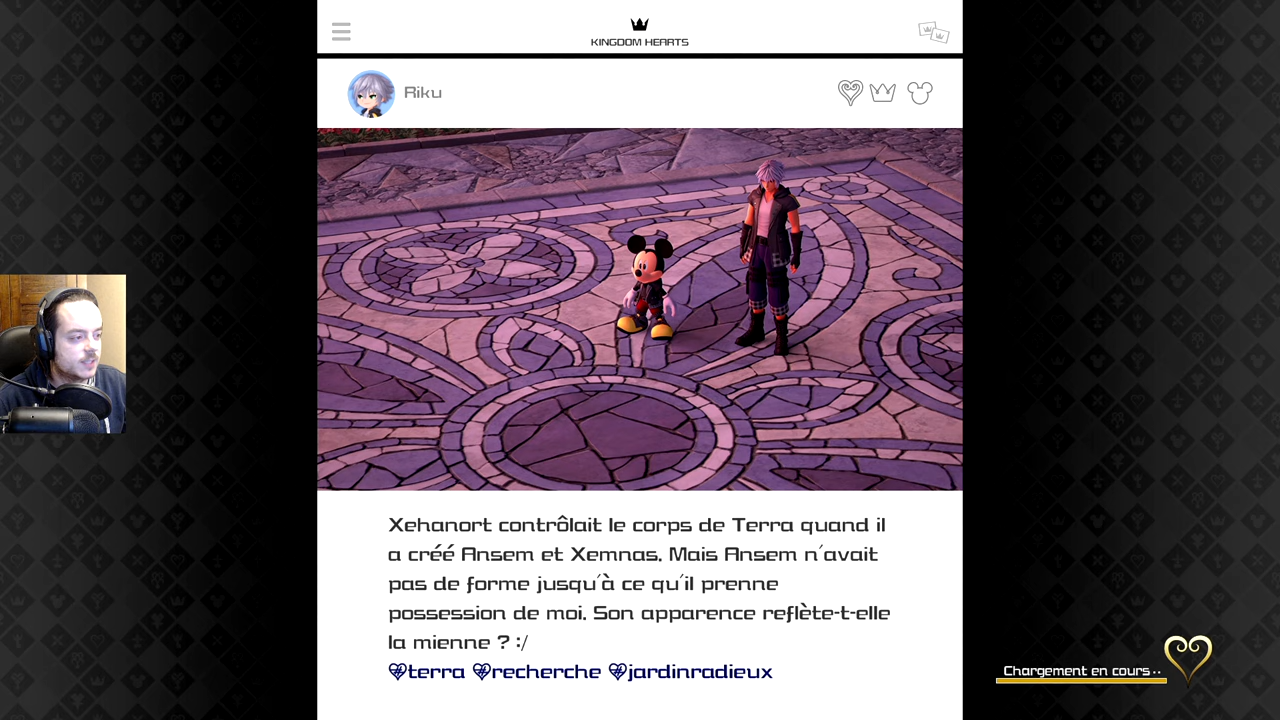 KINGDOM HEARTS
Riku
Xehanort contrôlait le corps de Terra quand il
a créé Ansem et Xemnas. Mais Ansem n'avait
pas de forme jusqu'à ce qu'il prenne
possession de moi. Son apparence reflète-t-elle
la mienne ? :/
#terra #recherche #jardinradieux
Chargement en cours..